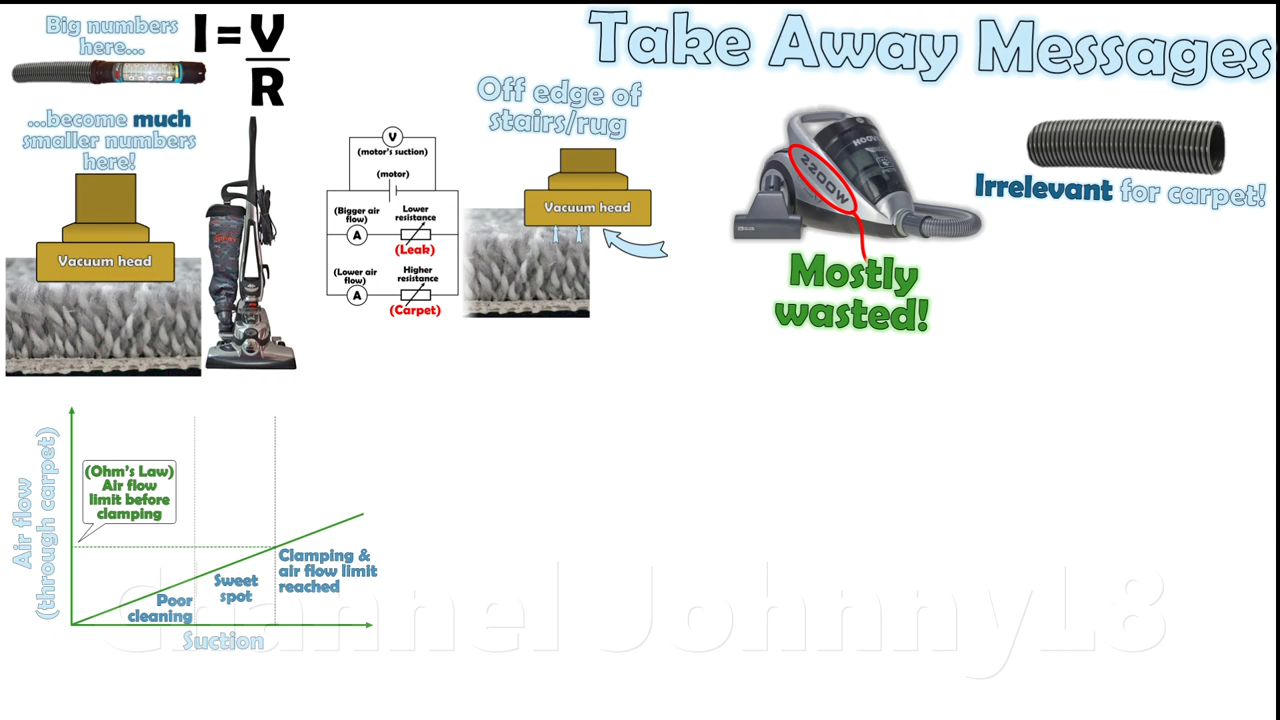 Take Away Messages
Big numbers
here...
I = V
R
...become much
smaller numbers
here!
Vacuum head
V
(motor's suction)
(motor)
(Bigger air
flow)
Lower
resistance
A
(Leak)
(Lower air
flow)
Higher
resistance
A
(Carpet)
Off edge of
stairs/rug
Vacuum head
HOOVER
2200W
Mostly
wasted!
Irrelevant for carpet!
Air flow
(through carpet)
(Ohm's Law)
Air flow
limit before
clamping
Poor
cleaning
Sweet
spot
Clamping &
air flow limit
reached
Suction
Channel JohnnyL8